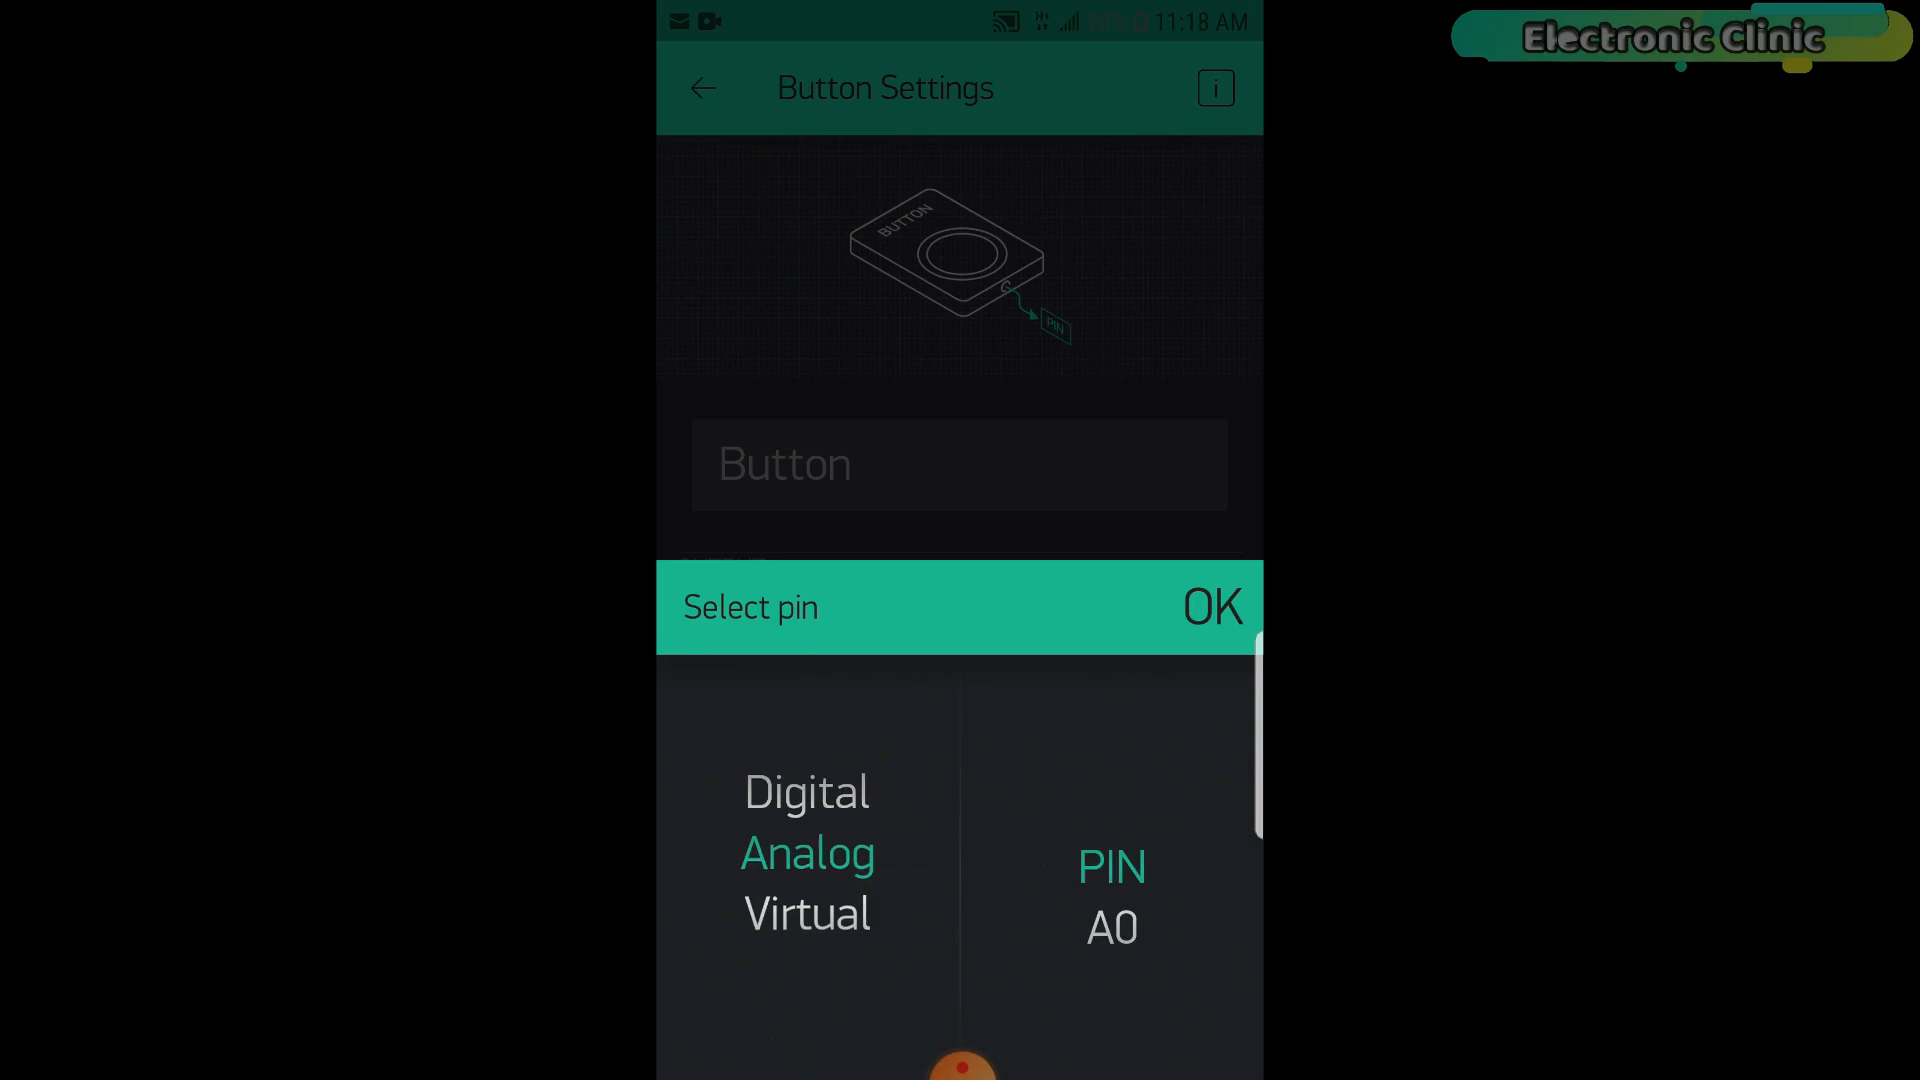 11:18 AM
Electronic Clinic
Button Settings
BUTTON
PIN
Button
Select pin
OK
Digital
Analog
Virtual
PIN
A0